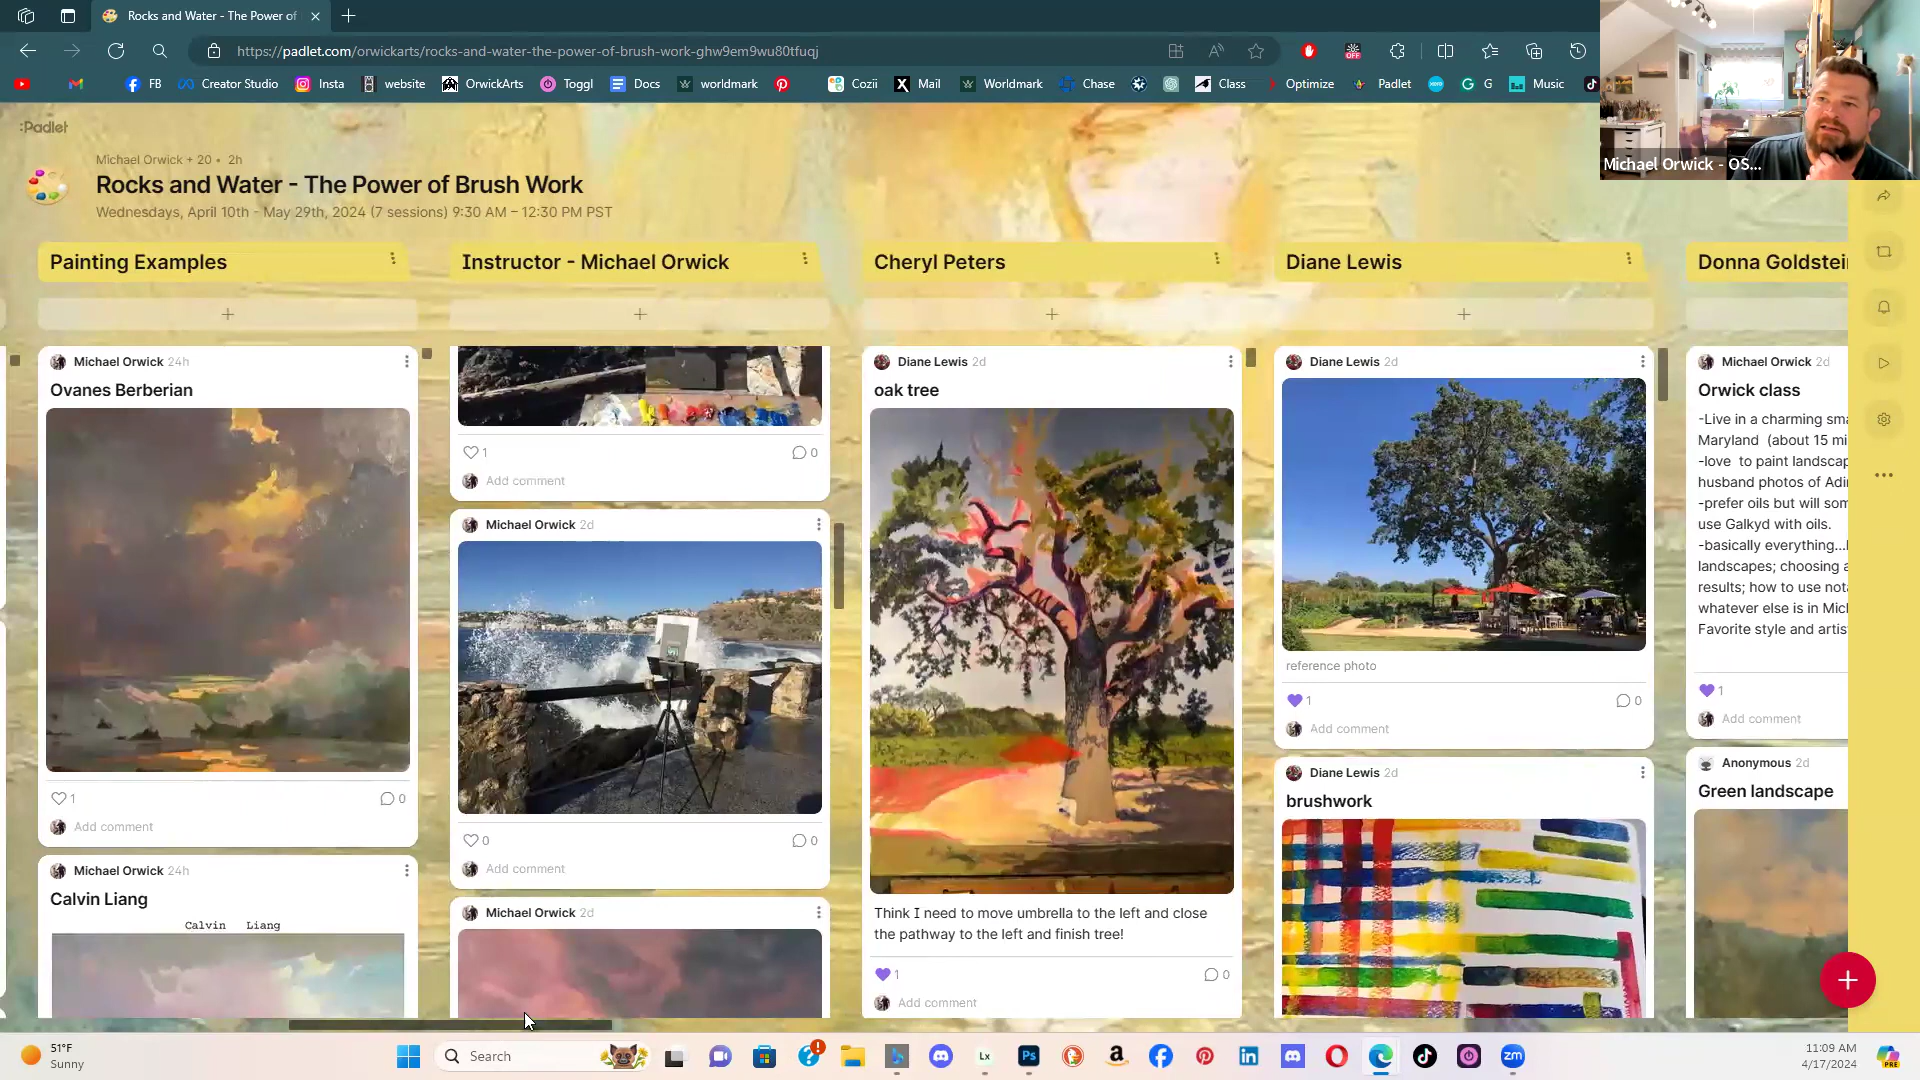 Rocks and Water - The Power of
https://padlet.com/orwickarts/rocks-and-water-the-power-of-brush-work-ghw9em9wu80tfuqj
OFF
FB
Creator Studio
Insta
website
OrwickArts
Toggl
Docs
worldmark
Cozii
Mail
Worldmark
Chase
Class
Optimize
Padlet
G
Music
Michael Orwick - OS...
:Padlet
Michael Orwick + 20 • 2h
Rocks and Water - The Power of Brush Work
Wednesdays, April 10th - May 29th, 2024 (7 sessions) 9:30 AM – 12:30 PM PST
Painting Examples
Instructor - Michael Orwick
Cheryl Peters
Diane Lewis
Donna Goldstei
Michael Orwick 24h
Ovanes Berberian
1
0
Add comment
Michael Orwick 24h
Calvin Liang
Calvin Liang
1
0
Add comment
Michael Orwick 2d
0
0
Add comment
Michael Orwick 2d
Diane Lewis 2d
oak tree
Think I need to move umbrella to the left and close
the pathway to the left and finish tree!
1
0
Add comment
Diane Lewis 2d
reference photo
1
0
Add comment
Diane Lewis 2d
brushwork
Michael Orwick 2d
Orwick class
-Live in a charming sma
Maryland (about 15 mi
-love to paint landscap
husband photos of Adir
-prefer oils but will som
use Galkyd with oils.
-basically everything...l
landscapes; choosing a
results; how to use nota
whatever else is in Mich
Favorite style and artis
1
Add comment
Anonymous 2d
Green landscape
51°F
Sunny
Search
Lx
Ps
zm
11:09 AM
4/17/2024
PRE